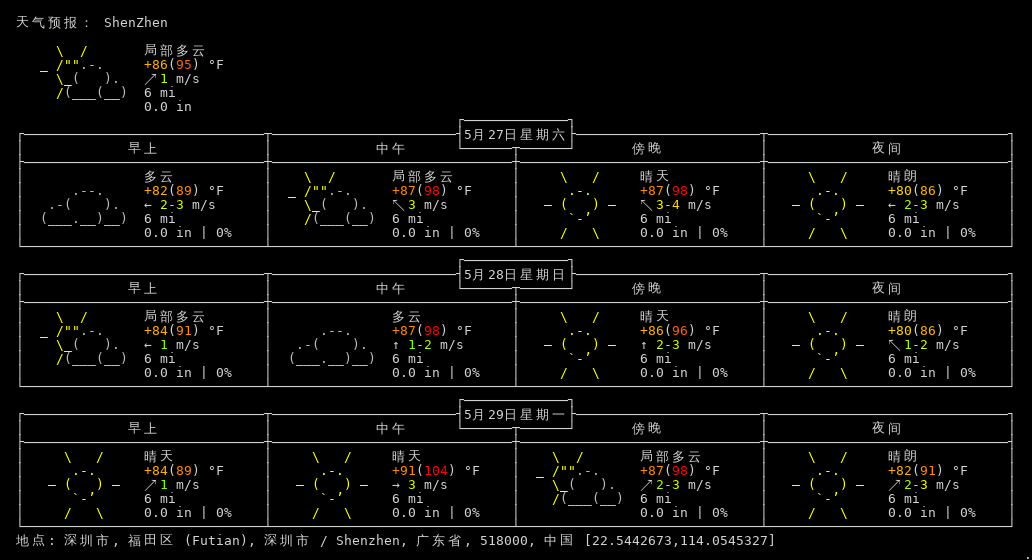 天气预报： ShenZhen
局部多云
+86(95) °F
↗ 1 m/s
6 mi
0.0 in
5月27日星期六
早上 中午 傍晚 夜间
多云 局部多云 晴天 晴朗
+82(89) °F +87(98) °F +87(98) °F +80(86) °F
← 2-3 m/s ↖ 3 m/s ↖ 3-4 m/s ← 2-3 m/s
6 mi 6 mi 6 mi 6 mi
0.0 in | 0% 0.0 in | 0% 0.0 in | 0% 0.0 in | 0%
5月28日星期日
早上 中午 傍晚 夜间
局部多云 多云 晴天 晴朗
+84(91) °F +87(98) °F +86(96) °F +80(86) °F
← 1 m/s ↑ 1-2 m/s ↑ 2-3 m/s ↖ 1-2 m/s
6 mi 6 mi 6 mi 6 mi
0.0 in | 0% 0.0 in | 0% 0.0 in | 0% 0.0 in | 0%
5月29日星期一
早上 中午 傍晚 夜间
晴天 晴天 局部多云 晴朗
+84(89) °F +91(104) °F +87(98) °F +82(91) °F
↗ 1 m/s → 3 m/s ↗ 2-3 m/s ↗ 2-3 m/s
6 mi 6 mi 6 mi 6 mi
0.0 in | 0% 0.0 in | 0% 0.0 in | 0% 0.0 in | 0%
地点: 深圳市, 福田区 (Futian), 深圳市 / Shenzhen, 广东省, 518000, 中国 [22.5442673,114.0545327]